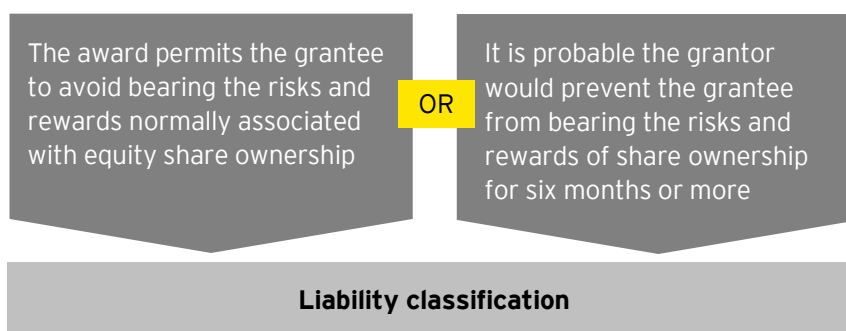 The award permits the grantee
to avoid bearing the risks and
rewards normally associated
with equity share ownership
OR
It is probable the grantor
would prevent the grantee
from bearing the risks and
rewards of share ownership
for six months or more
Liability classification